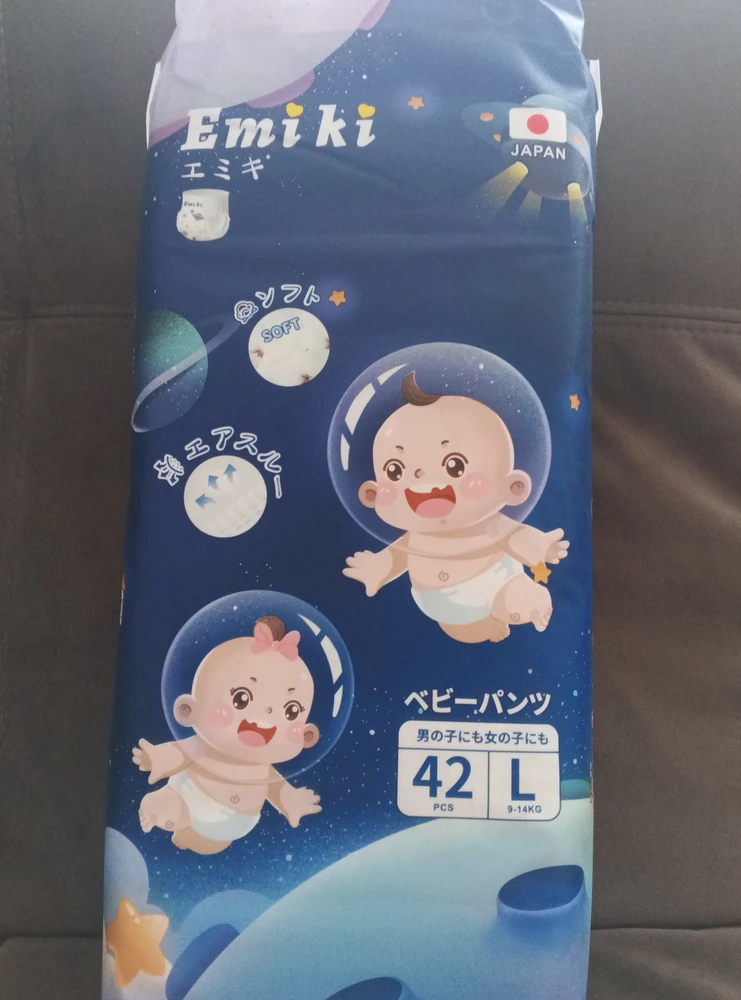 Emiki
JAPAN
エミキ
Emiki
ソフト
SOFT
エアスルー
ベビーパンツ
男の子にも女の子にも
42
PCS
L
9-14KG